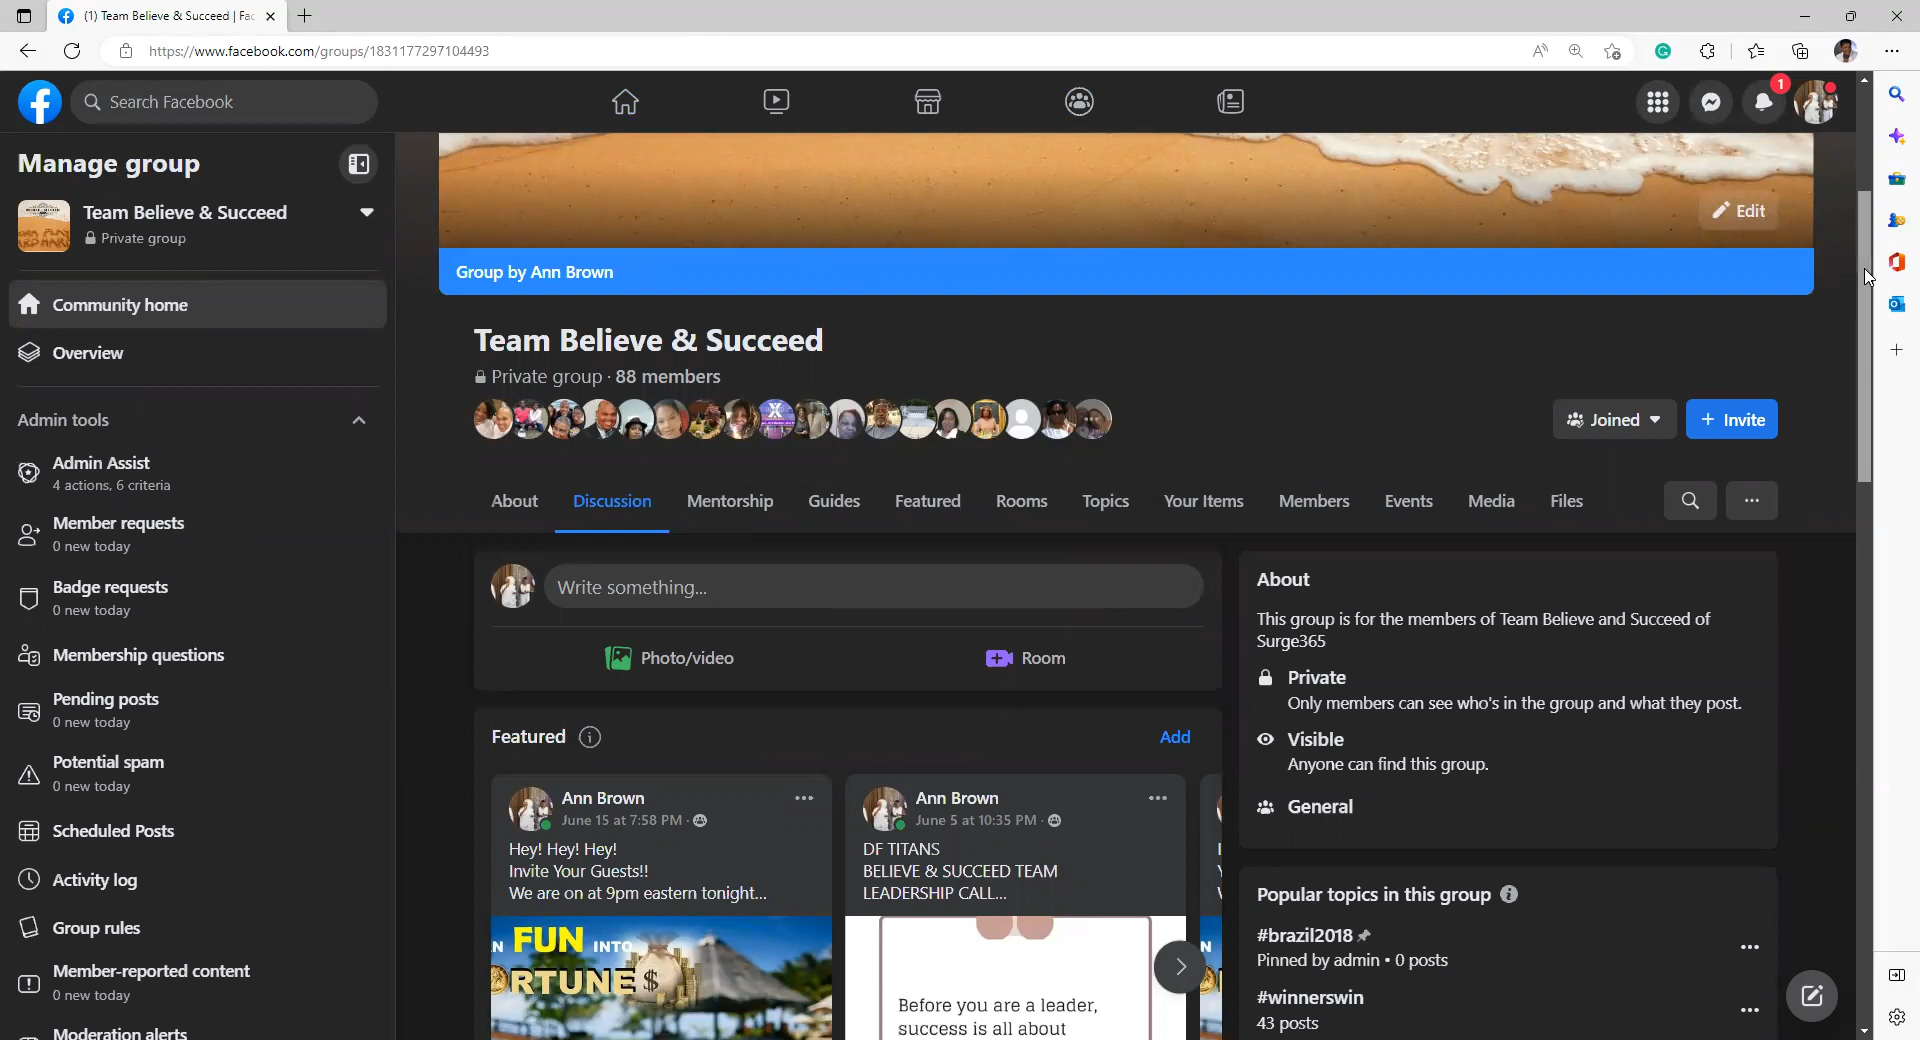 (1) Team Believe & Succeed | Fac
https://www.facebook.com/groups/1831177297104493
Search Facebook
1
Manage group
Team Believe & Succeed
Private group
Community home
Overview
Admin tools
Admin Assist
4 actions, 6 criteria
Member requests
0 new today
Badge requests
0 new today
Membership questions
Pending posts
0 new today
Potential spam
0 new today
Scheduled Posts
Activity log
Group rules
Member-reported content
0 new today
Moderation alerts
Edit
Group by Ann Brown
Team Believe & Succeed
Private group · 88 members
Joined
+ Invite
About Discussion Mentorship Guides Featured Rooms Topics Your Items Members Events Media Files
Write something...
Photo/video
Room
Featured
Add
Ann Brown
June 15 at 7:58 PM ·
Hey! Hey! Hey!
Invite Your Guests!!
We are on at 9pm eastern tonight...
N FUN INTO
ORTUNE $
Ann Brown
June 5 at 10:35 PM ·
DF TITANS
BELIEVE & SUCCEED TEAM
LEADERSHIP CALL...
Before you are a leader,
success is all about
About
This group is for the members of Team Believe and Succeed of
Surge365
Private
Only members can see who's in the group and what they post.
Visible
Anyone can find this group.
General
Popular topics in this group
#brazil2018
Pinned by admin • 0 posts
#winnerswin
43 posts